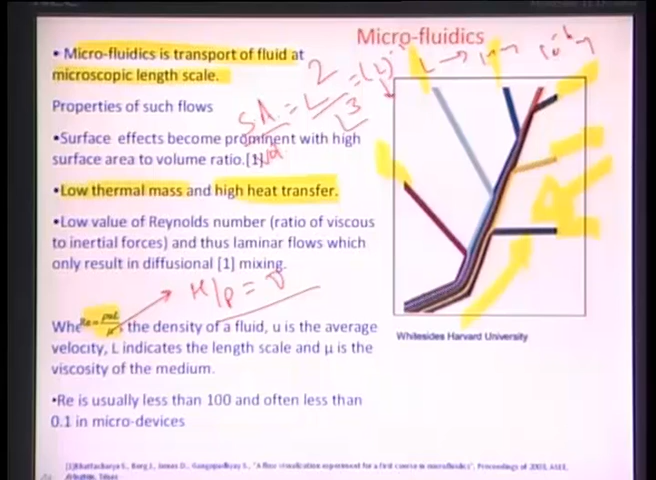 Micro-fluidics
• Micro-fluidics is transport of fluid at
microscopic length scale.
Properties of such flows
•Surface effects become prominent with high
surface area to volume ratio.[1]
•Low thermal mass and high heat transfer.
•Low value of Reynolds number (ratio of viscous
to inertial forces) and thus laminar flows which
only result in diffusional [1] mixing.
the density of a fluid, u is the average
velocity, L indicates the length scale and μ is the
viscosity of the medium.
•Re is usually less than 100 and often less than
0.1 in micro-devices
Whitesides Harvard University